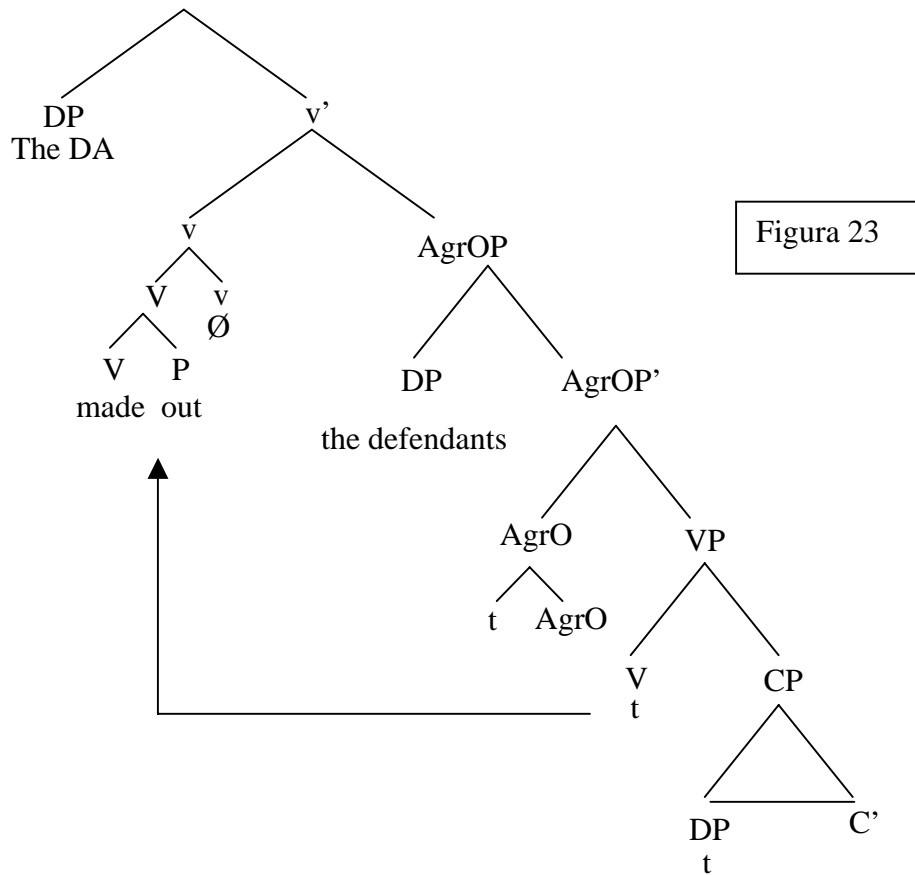 DP v’
The DA
v AgrOP
Figura 23
V v
Ø
V P
made out
DP AgrOP’
the defendants
AgrO VP
t AgrO
V CP
t
DP C’
t